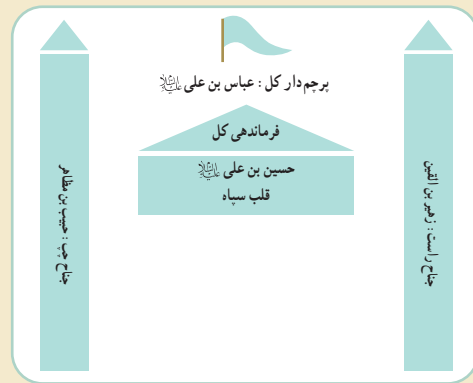 پرچم‌دار کل : عباس بن علی علیه‌السلام
فرماندهی کل
حسین بن علی علیه‌السلام
قلب سپاه
جناح راست : زهیر بن القین
جناح چپ : حبیب بن مظاهر